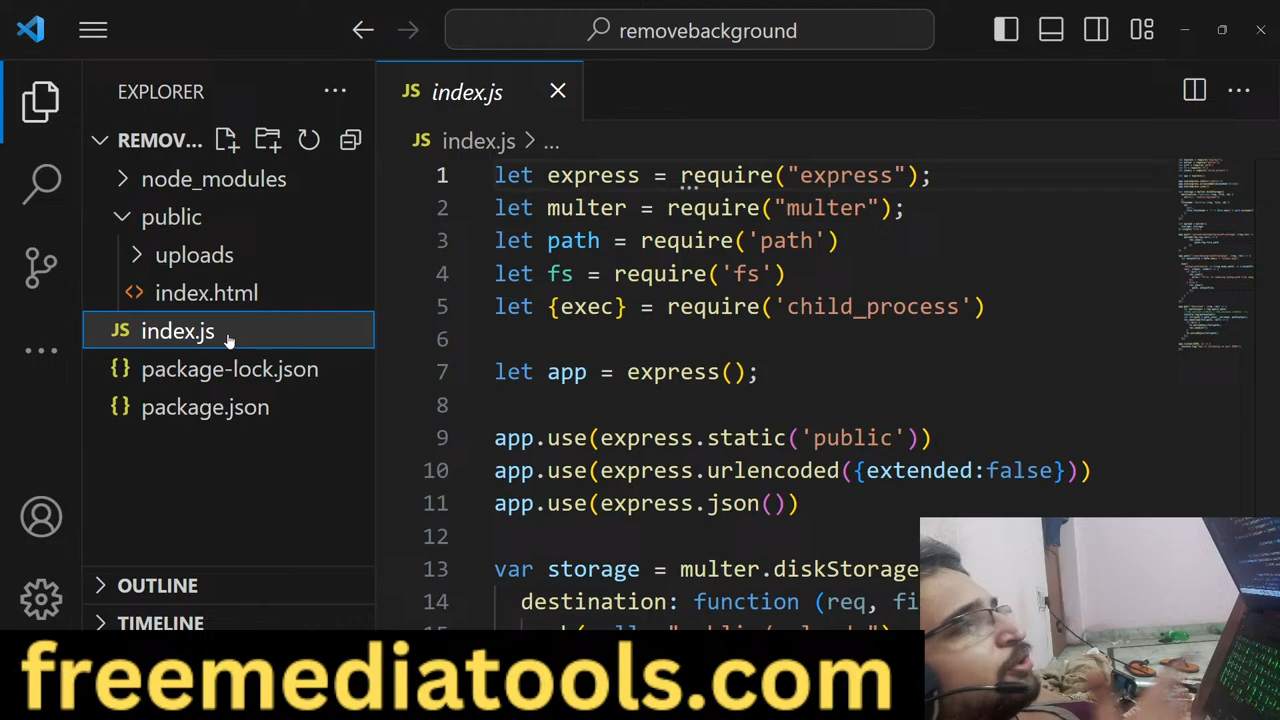 removebackground
EXPLORER
REMOV...
node_modules
public
uploads
index.html
JS index.js
{} package-lock.json
{} package.json
OUTLINE
TIMELINE
JS index.js
JS index.js > ...
1 let express = require("express");
2 let multer = require("multer");
3 let path = require('path')
4 let fs = require('fs')
5 let {exec} = require('child_process')
6
7 let app = express();
8
9 app.use(express.static('public'))
10 app.use(express.urlencoded({extended:false}))
11 app.use(express.json())
12
13 var storage = multer.diskStorage
14 destination: function (req, fi
freemediatools.com